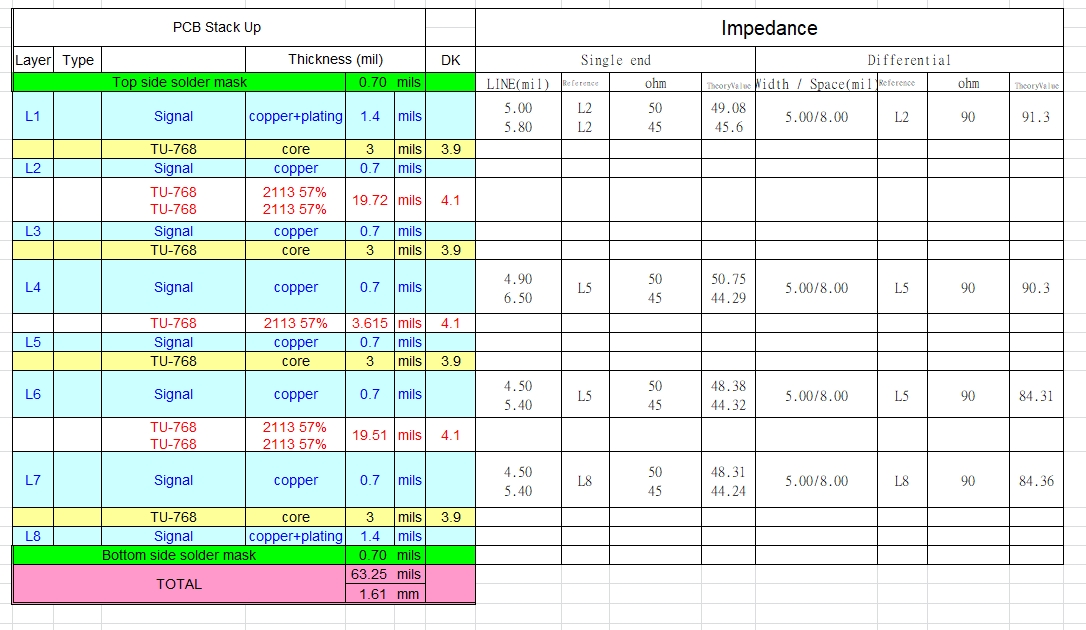 PCB Stack Up Impedance
Layer Type Thickness (mil) DK Single end Differential
Top side solder mask 0.70 mils LINE(mil) Reference ohm TheoryValue Width / Space(mil) Reference ohm TheoryValue
L1 Signal copper+plating 1.4 mils 5.00 L2 50 49.08 5.00/8.00 L2 90 91.3
5.80 L2 45 45.6
TU-768 core 3 mils 3.9
L2 Signal copper 0.7 mils
TU-768 2113 57% 19.72 mils 4.1
TU-768 2113 57%
L3 Signal copper 0.7 mils
TU-768 core 3 mils 3.9
L4 Signal copper 0.7 mils 4.90 L5 50 50.75 5.00/8.00 L5 90 90.3
6.50 45 44.29
TU-768 2113 57% 3.615 mils 4.1
L5 Signal copper 0.7 mils
TU-768 core 3 mils 3.9
L6 Signal copper 0.7 mils 4.50 L5 50 48.38 5.00/8.00 L5 90 84.31
5.40 45 44.32
TU-768 2113 57% 19.51 mils 4.1
TU-768 2113 57%
L7 Signal copper 0.7 mils 4.50 L8 50 48.31 5.00/8.00 L8 90 84.36
5.40 45 44.24
TU-768 core 3 mils 3.9
L8 Signal copper+plating 1.4 mils
Bottom side solder mask 0.70 mils
TOTAL 63.25 mils
1.61 mm